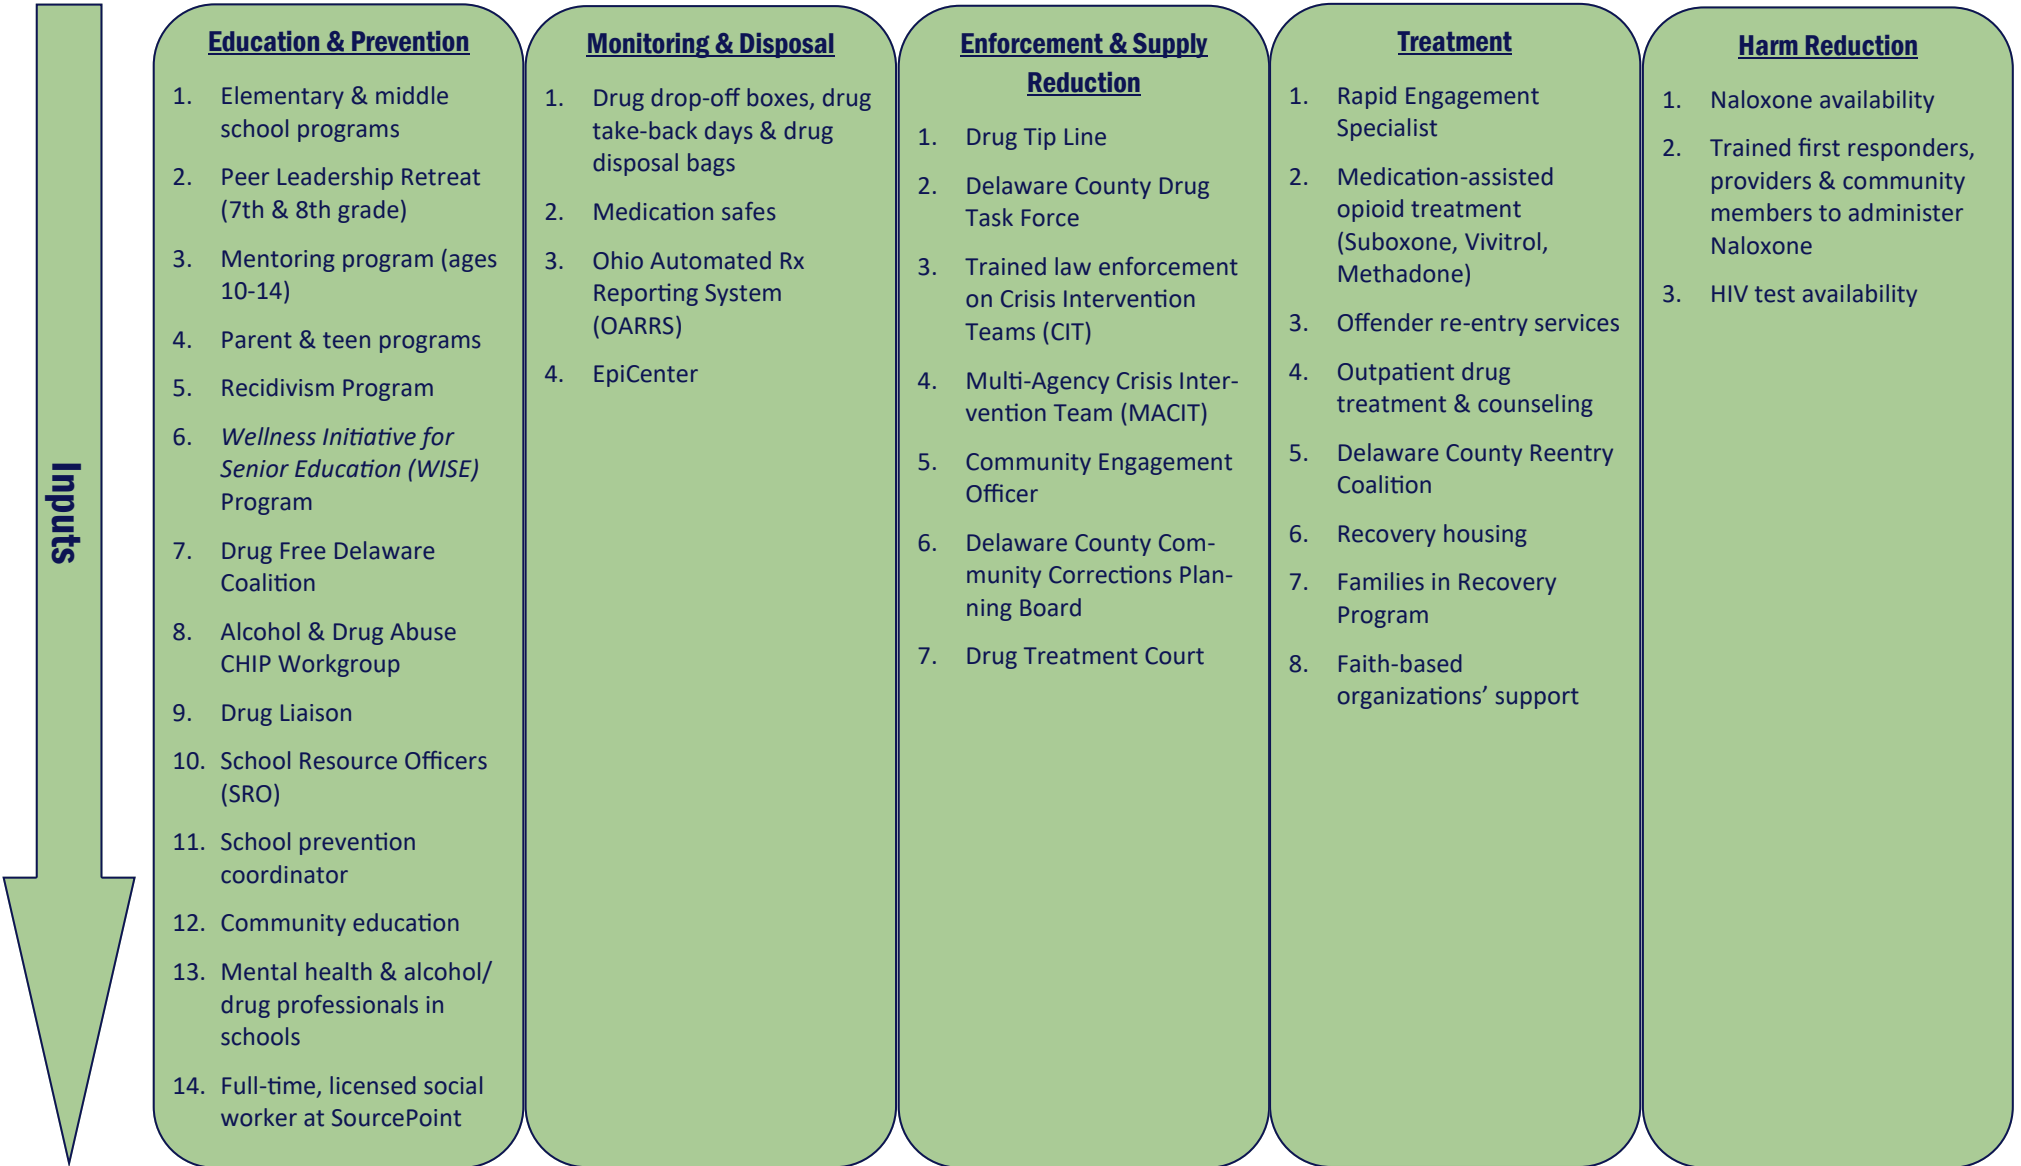 Inputs
Education & Prevention
1. Elementary & middle
school programs
2. Peer Leadership Retreat
(7th & 8th grade)
3. Mentoring program (ages
10-14)
4. Parent & teen programs
5. Recidivism Program
6. Wellness Initiative for
Senior Education (WISE)
Program
7. Drug Free Delaware
Coalition
8. Alcohol & Drug Abuse
CHIP Workgroup
9. Drug Liaison
10. School Resource Officers
(SRO)
11. School prevention
coordinator
12. Community education
13. Mental health & alcohol/
drug professionals in
schools
14. Full-time, licensed social
worker at SourcePoint
Monitoring & Disposal
1. Drug drop-off boxes, drug
take-back days & drug
disposal bags
2. Medication safes
3. Ohio Automated Rx
Reporting System
(OARRS)
4. EpiCenter
Enforcement & Supply
Reduction
1. Drug Tip Line
2. Delaware County Drug
Task Force
3. Trained law enforcement
on Crisis Intervention
Teams (CIT)
4. Multi-Agency Crisis Inter-
vention Team (MACIT)
5. Community Engagement
Officer
6. Delaware County Com-
munity Corrections Plan-
ning Board
7. Drug Treatment Court
Treatment
1. Rapid Engagement
Specialist
2. Medication-assisted
opioid treatment
(Suboxone, Vivitrol,
Methadone)
3. Offender re-entry services
4. Outpatient drug
treatment & counseling
5. Delaware County Reentry
Coalition
6. Recovery housing
7. Families in Recovery
Program
8. Faith-based
organizations’ support
Harm Reduction
1. Naloxone availability
2. Trained first responders,
providers & community
members to administer
Naloxone
3. HIV test availability